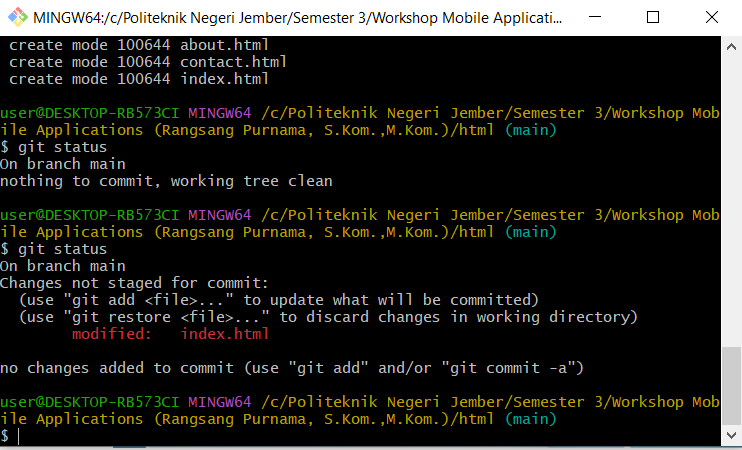 MINGW64:/c/Politeknik Negeri Jember/Semester 3/Workshop Mobile Applicati...
create mode 100644 about.html
create mode 100644 contact.html
create mode 100644 index.html
user@DESKTOP-RB573CI MINGW64 /c/Politeknik Negeri Jember/Semester 3/Workshop Mob
ile Applications (Rangsang Purnama, S.Kom.,M.Kom.)/html (main)
$ git status
On branch main
nothing to commit, working tree clean
user@DESKTOP-RB573CI MINGW64 /c/Politeknik Negeri Jember/Semester 3/Workshop Mob
ile Applications (Rangsang Purnama, S.Kom.,M.Kom.)/html (main)
$ git status
On branch main
Changes not staged for commit:
  (use "git add <file>..." to update what will be committed)
  (use "git restore <file>..." to discard changes in working directory)
        modified:   index.html
no changes added to commit (use "git add" and/or "git commit -a")
user@DESKTOP-RB573CI MINGW64 /c/Politeknik Negeri Jember/Semester 3/Workshop Mob
ile Applications (Rangsang Purnama, S.Kom.,M.Kom.)/html (main)
$